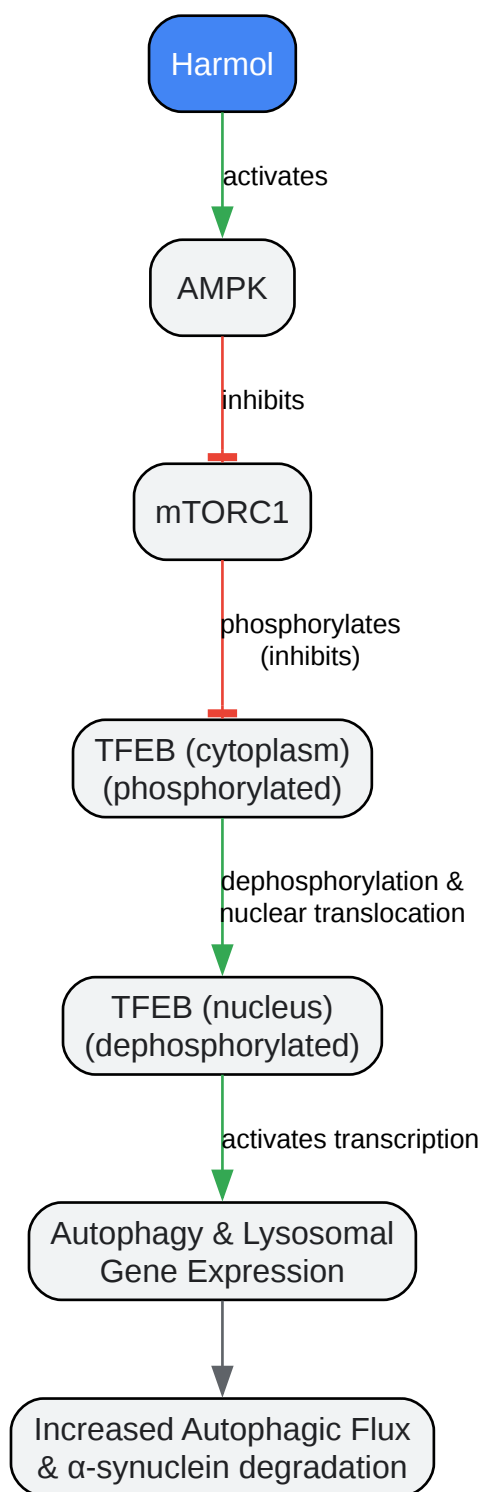 Harmol
activates
AMPK
inhibits
mTORC1
phosphorylates
(inhibits)
TFEB (cytoplasm)
(phosphorylated)
dephosphorylation &
nuclear translocation
TFEB (nucleus)
(dephosphorylated)
activates transcription
Autophagy & Lysosomal
Gene Expression
Increased Autophagic Flux
& α-synuclein degradation